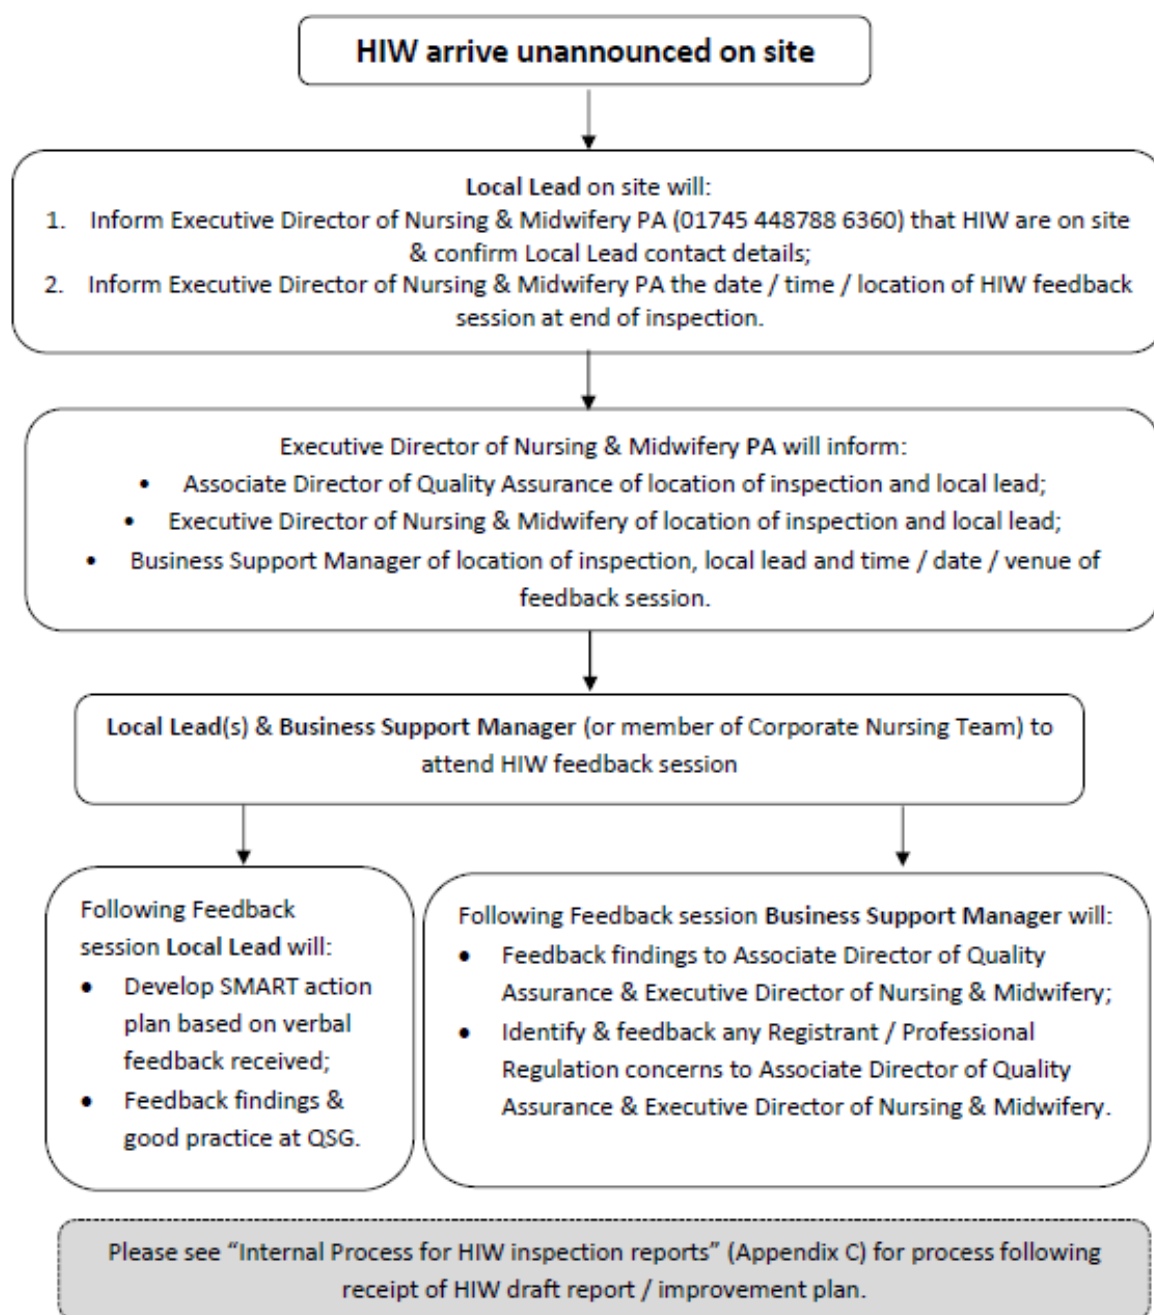 HIW arrive unannounced on site
Local Lead on site will:
1. Inform Executive Director of Nursing & Midwifery PA (01745 448788 6360) that HIW are on site
& confirm Local Lead contact details;
2. Inform Executive Director of Nursing & Midwifery PA the date / time / location of HIW feedback
session at end of inspection.
Executive Director of Nursing & Midwifery PA will inform:
• Associate Director of Quality Assurance of location of inspection and local lead;
• Executive Director of Nursing & Midwifery of location of inspection and local lead;
• Business Support Manager of location of inspection, local lead and time / date / venue of
feedback session.
Local Lead(s) & Business Support Manager (or member of Corporate Nursing Team) to
attend HIW feedback session
Following Feedback
session Local Lead will:
• Develop SMART action
plan based on verbal
feedback received;
• Feedback findings &
good practice at QSG.
Following Feedback session Business Support Manager will:
• Feedback findings to Associate Director of Quality
Assurance & Executive Director of Nursing & Midwifery;
• Identify & feedback any Registrant / Professional
Regulation concerns to Associate Director of Quality
Assurance & Executive Director of Nursing & Midwifery.
Please see “Internal Process for HIW inspection reports” (Appendix C) for process following
receipt of HIW draft report / improvement plan.